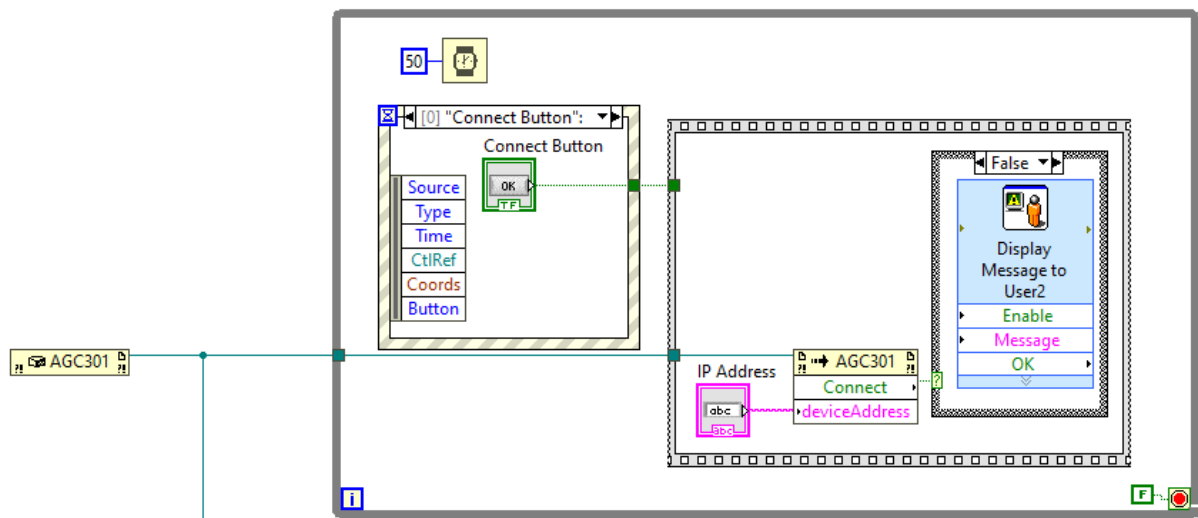 50
[0] "Connect Button":
Connect Button
OK
TF
Source
Type
Time
CtlRef
Coords
Button
False
Display
Message to
User2
Enable
Message
OK
AGC301
IP Address
abc
abc
AGC301
Connect
deviceAddress
?
i
F